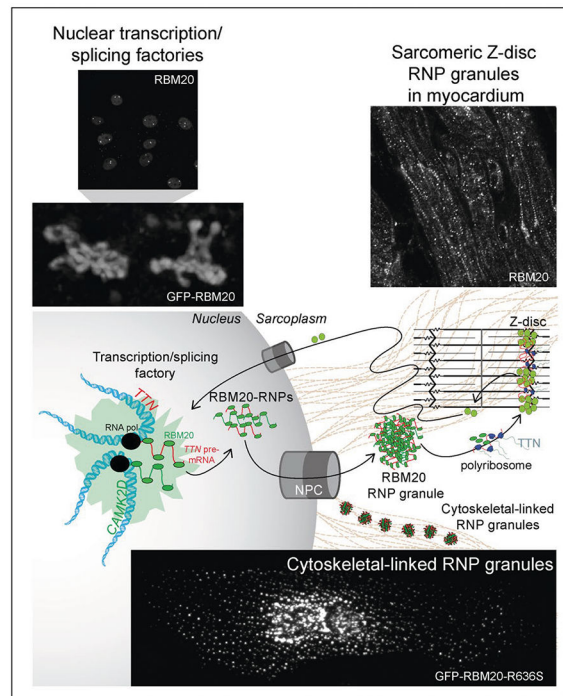 Nuclear transcription/
splicing factories
RBM20
GFP-RBM20
Sarcomeric Z-disc
RNP granules
in myocardium
RBM20
Nucleus Sarcoplasm
Z-disc
Transcription/splicing
factory
TTN
RNA pol.
RBM20
TTN pre-
mRNA
CAMK2D
RBM20-RNPs
NPC
RBM20
RNP granule
TTN
polyribosome
Cytoskeletal-linked
RNP granules
Cytoskeletal-linked RNP granules
GFP-RBM20-R636S